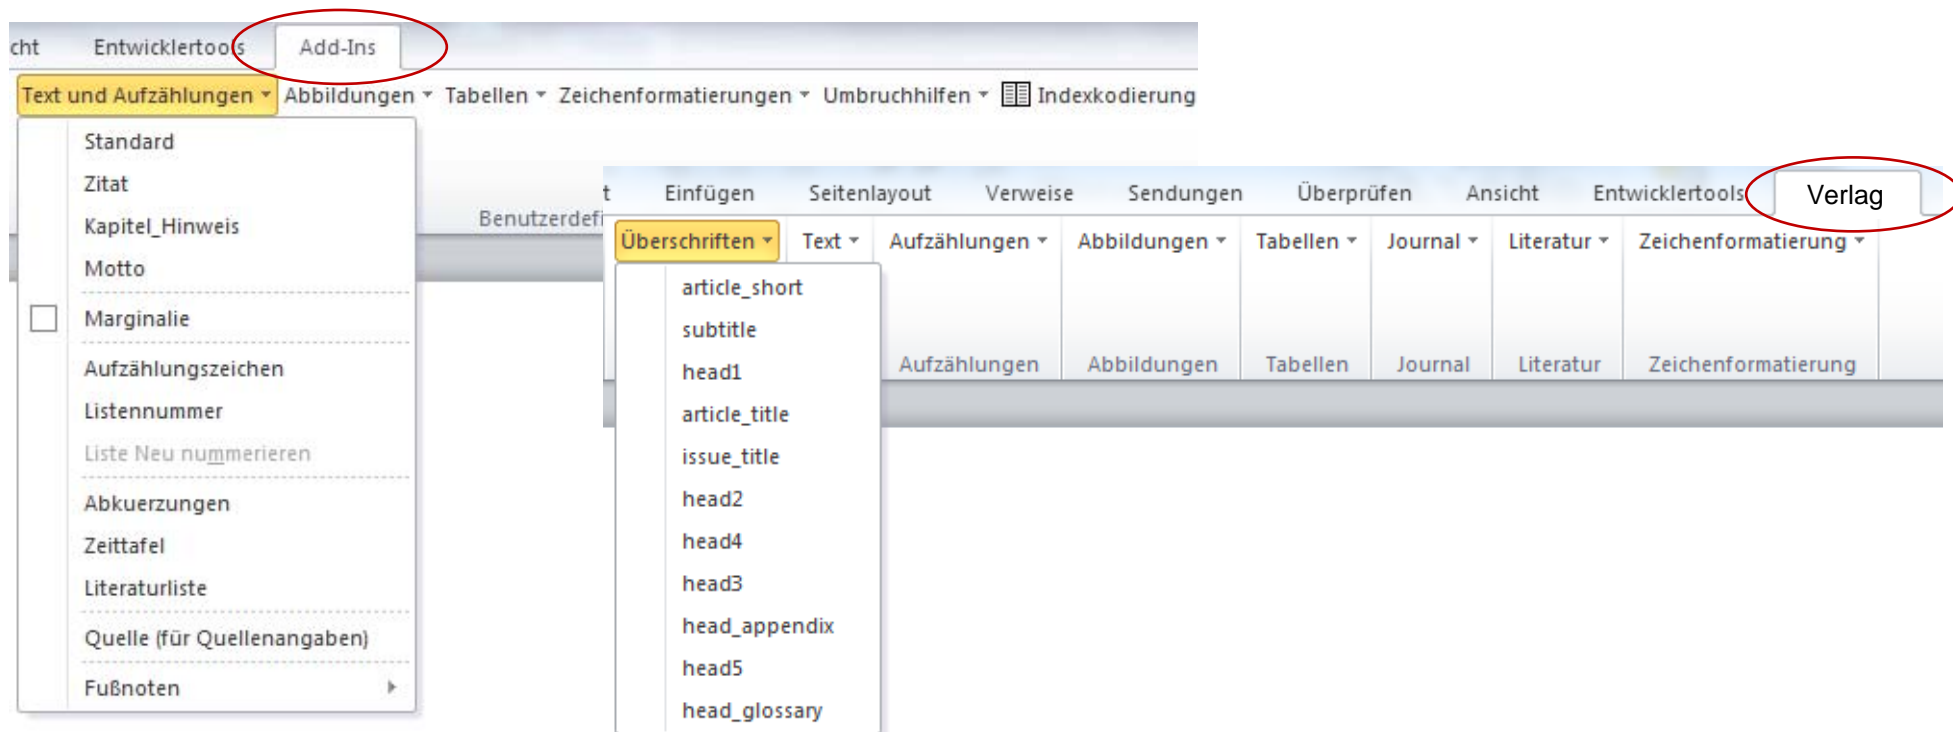 cht Entwicklertools Add-Ins
Text und Aufzählungen Abbildungen Tabellen Zeichenformatierungen Umbruchhilfen Indexkodierung
Standard
Zitat
Kapitel_Hinweis
Motto
Marginalie
Aufzählungszeichen
Listennummer
Liste Neu nummerieren
Abkuerzungen
Zeittafel
Literaturliste
Quelle (für Quellenangaben)
Fußnoten
Benutzerdefi
t Einfügen Seitenlayout Verweise Sendungen Überprüfen Ansicht Entwicklertools Verlag
Überschriften Text Aufzählungen Abbildungen Tabellen Journal Literatur Zeichenformatierung
article_short
subtitle
head1
article_title
issue_title
head2
head4
head3
head_appendix
head5
head_glossary
Aufzählungen Abbildungen Tabellen Journal Literatur Zeichenformatierung